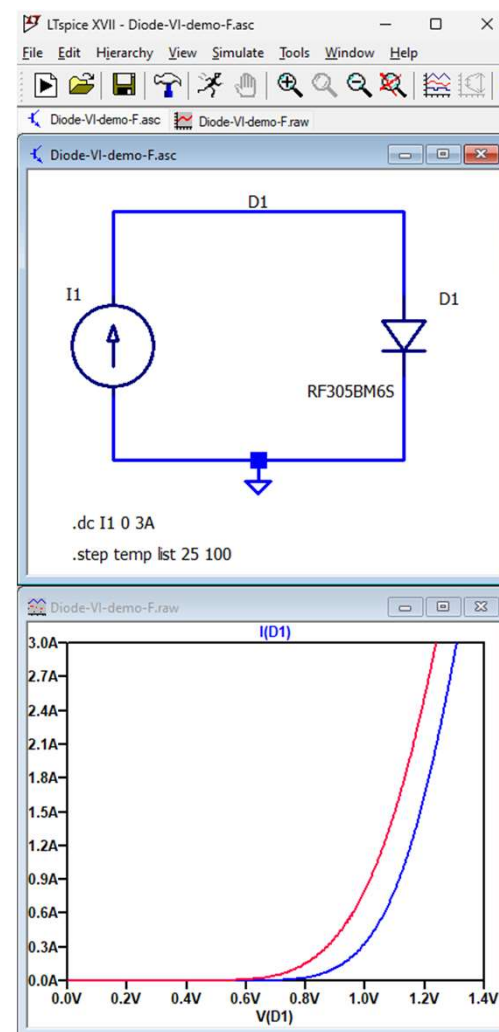 LTspice XVII - Diode-VI-demo-F.asc
File Edit Hierarchy View Simulate Tools Window Help
Diode-VI-demo-F.asc Diode-VI-demo-F.raw
Diode-VI-demo-F.asc
D1
I1
D1
RF305BM6S
.dc I1 0 3A
.step temp list 25 100
Diode-VI-demo-F.raw
I(D1)
3.0A
2.7A
2.4A
2.1A
1.8A
1.5A
1.2A
0.9A
0.6A
0.3A
0.0A
0.0V 0.2V 0.4V 0.6V 0.8V 1.0V 1.2V 1.4V
V(D1)